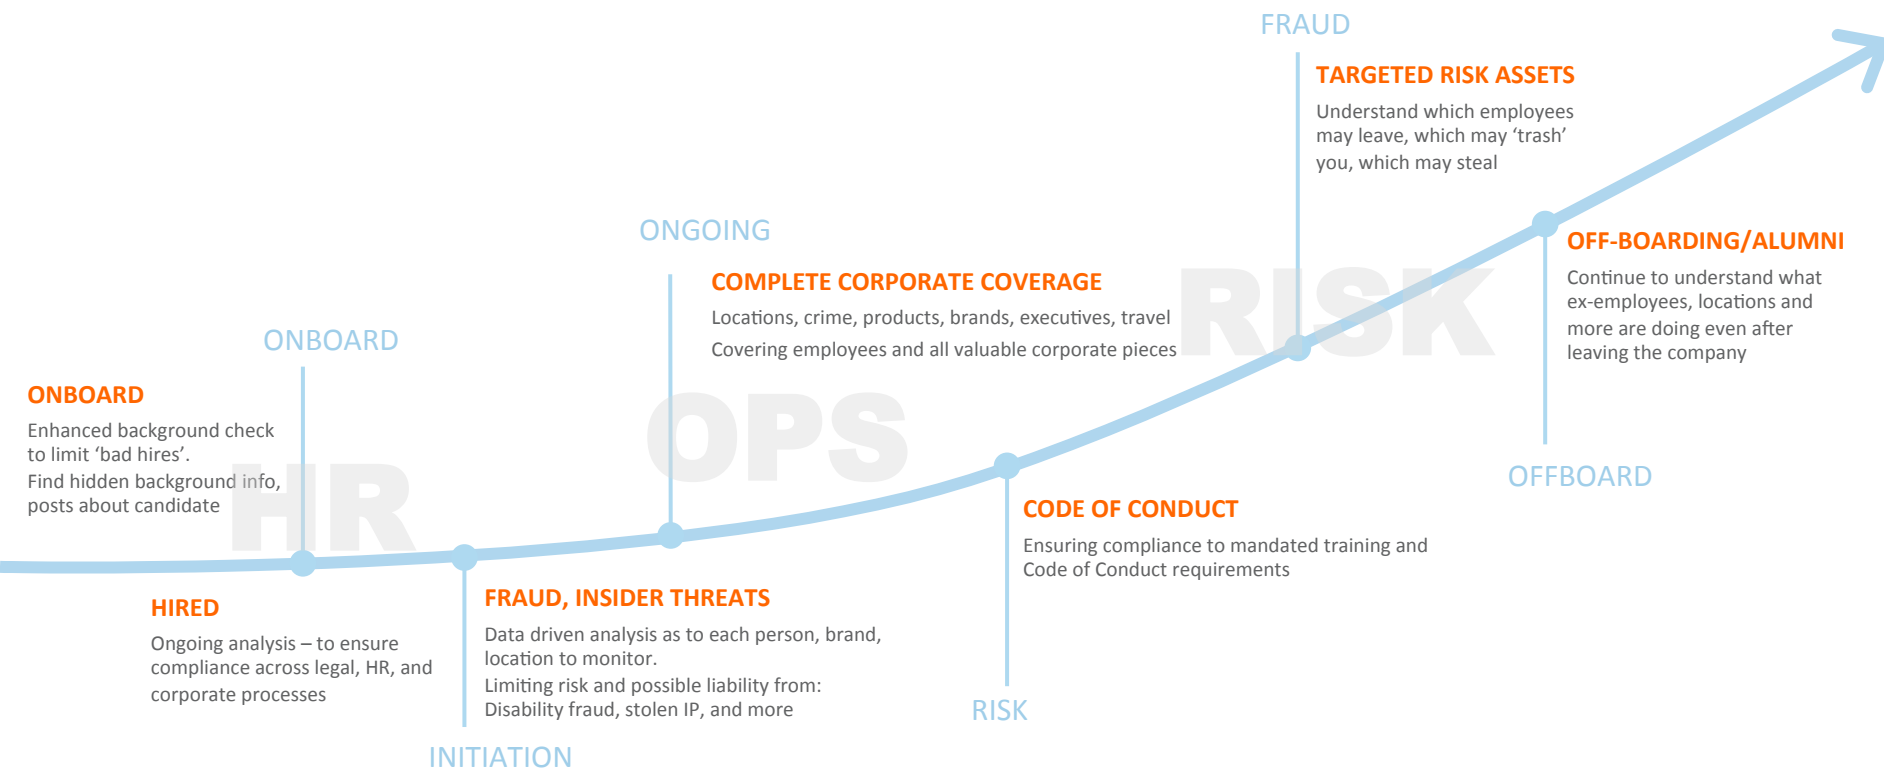 FRAUD
TARGETED RISK ASSETS
Understand which employees
may leave, which may ‘trash’
you, which may steal
ONGOING
COMPLETE CORPORATE COVERAGE
Locations, crime, products, brands, executives, travel
Covering employees and all valuable corporate pieces
RISK
OFF-BOARDING/ALUMNI
Continue to understand what
ex-employees, locations and
more are doing even after
leaving the company
OFFBOARD
ONBOARD
ONBOARD
Enhanced background check
to limit ‘bad hires’.
Find hidden background info,
posts about candidate
HR
OPS
CODE OF CONDUCT
Ensuring compliance to mandated training and
Code of Conduct requirements
RISK
HIRED
Ongoing analysis – to ensure
compliance across legal, HR, and
corporate processes
FRAUD, INSIDER THREATS
Data driven analysis as to each person, brand,
location to monitor.
Limiting risk and possible liability from:
Disability fraud, stolen IP, and more
INITIATION